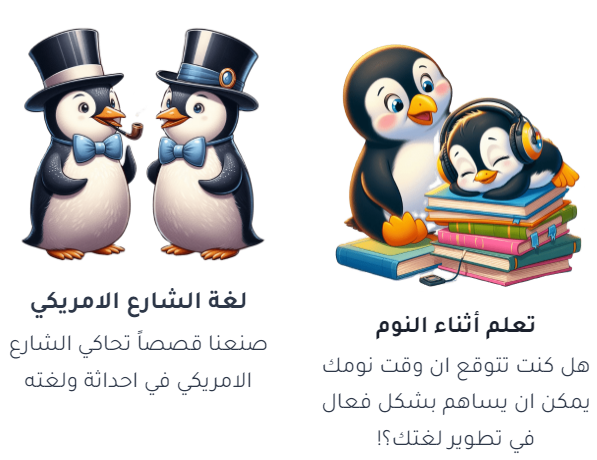 تعلم أثناء النوم
هل كنت تتوقع ان وقت نومك
يمكن ان يساهم بشكل فعال
في تطوير لغتك؟!
لغة الشارع الامريكي
صنعنا قصصاً تحاكي الشارع
الامريكي في احداثة ولغته